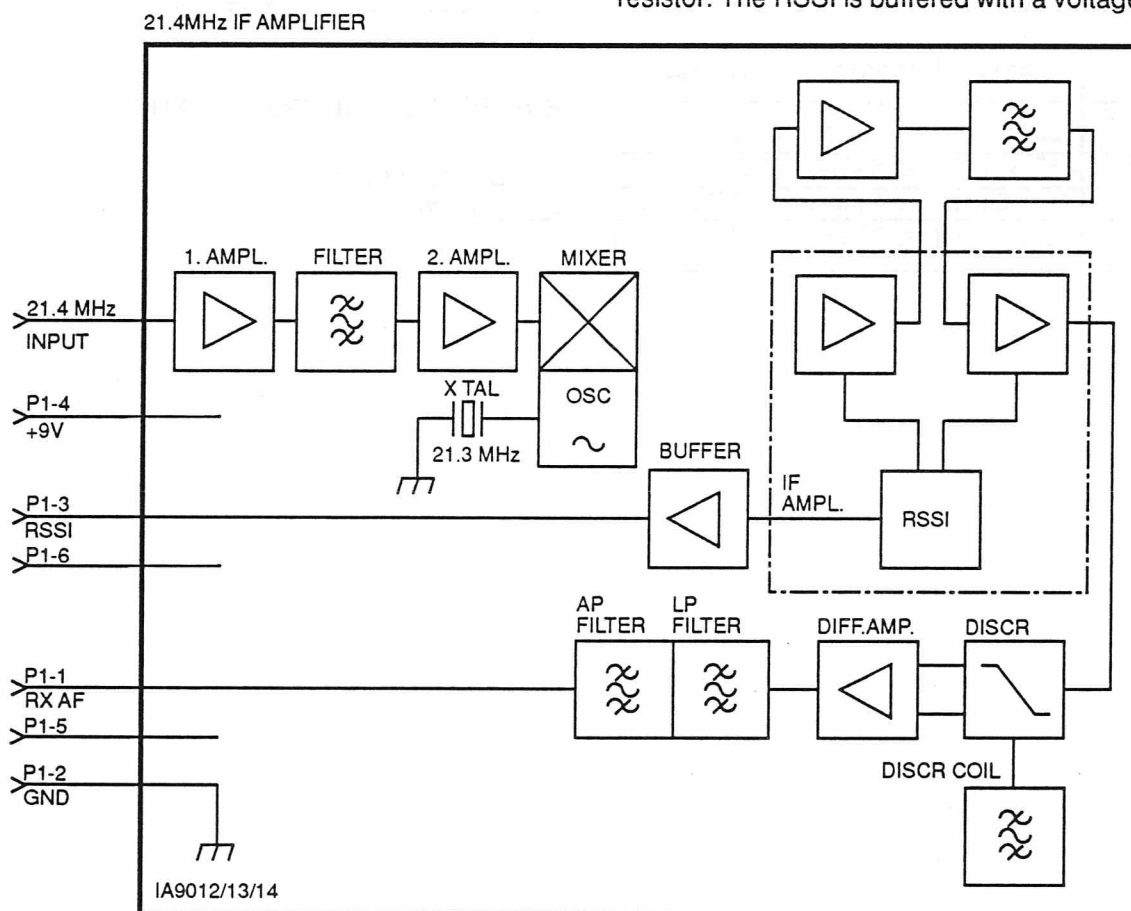 resistor. The RSSI is buffered with a voltage
21.4MHz IF AMPLIFIER
1. AMPL.
FILTER
2. AMPL.
MIXER
21.4 MHz
INPUT
X TAL
OSC
P1-4
+9V
21.3 MHz
BUFFER
IF
AMPL.
RSSI
P1-3
RSSI
P1-6
AP
FILTER
LP
FILTER
DIFF.AMP.
DISCR
P1-1
RX AF
P1-5
DISCR COIL
P1-2
GND
IA9012/13/14